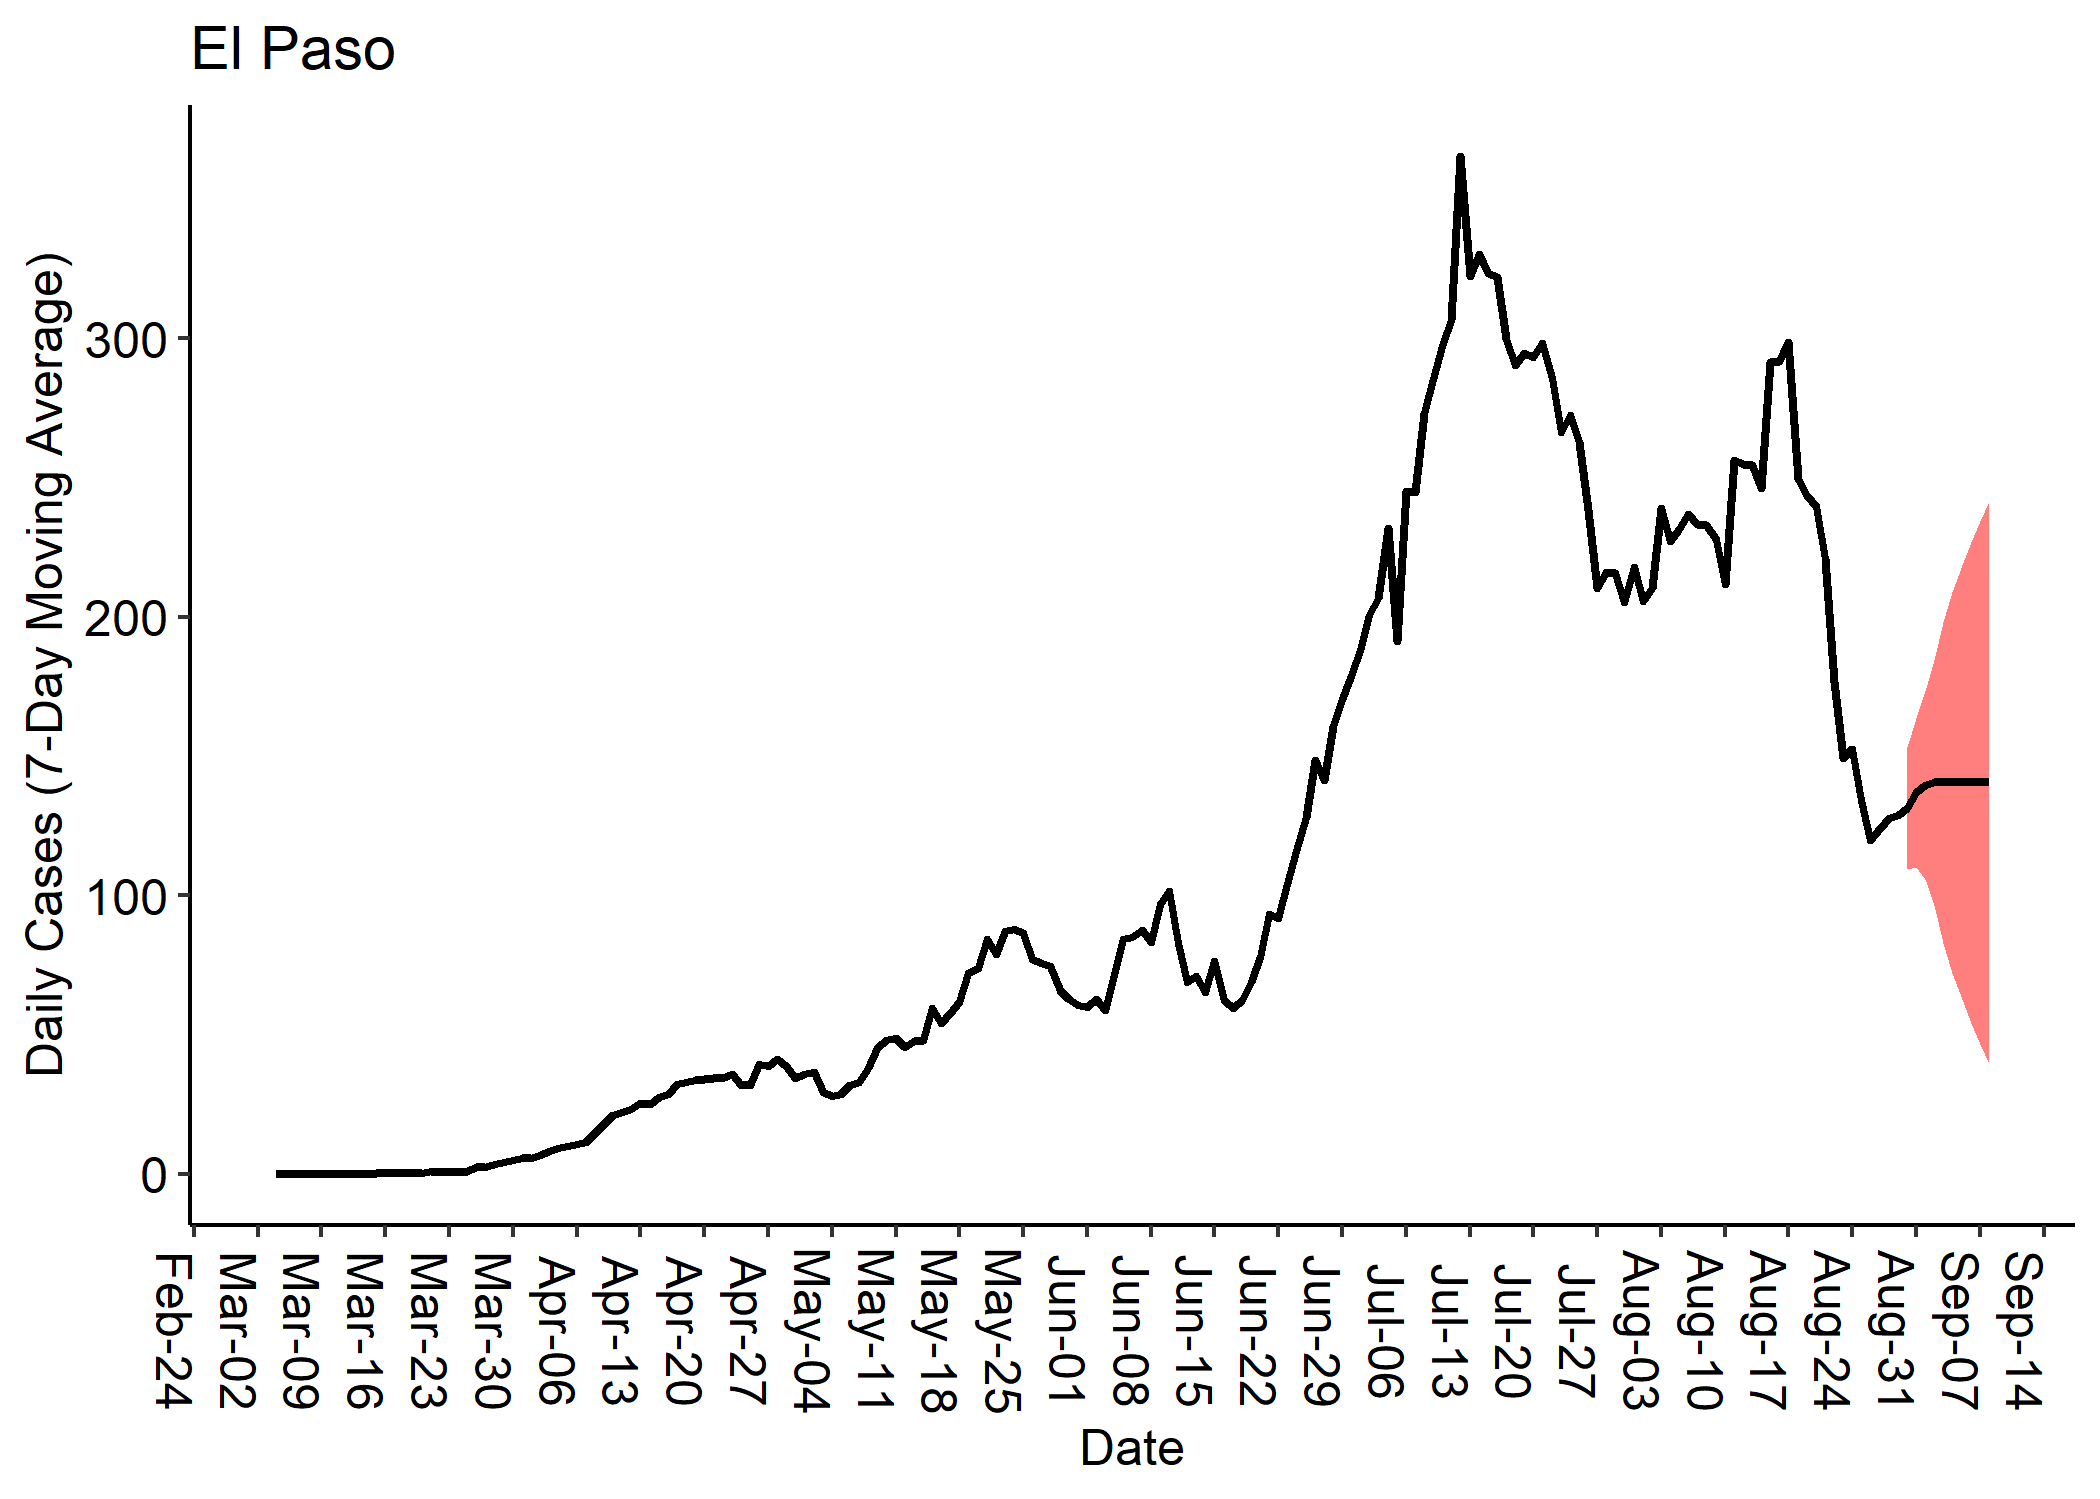 El Paso
Daily Cases (7-Day Moving Average)
300
200
100
0
Feb-24
Mar-02
Mar-09
Mar-16
Mar-23
Mar-30
Apr-06
Apr-13
Apr-20
Apr-27
May-04
May-11
May-18
May-25
Jun-01
Jun-08
Jun-15
Jun-22
Jun-29
Jul-06
Jul-13
Jul-20
Jul-27
Aug-03
Aug-10
Aug-17
Aug-24
Aug-31
Sep-07
Sep-14
Date